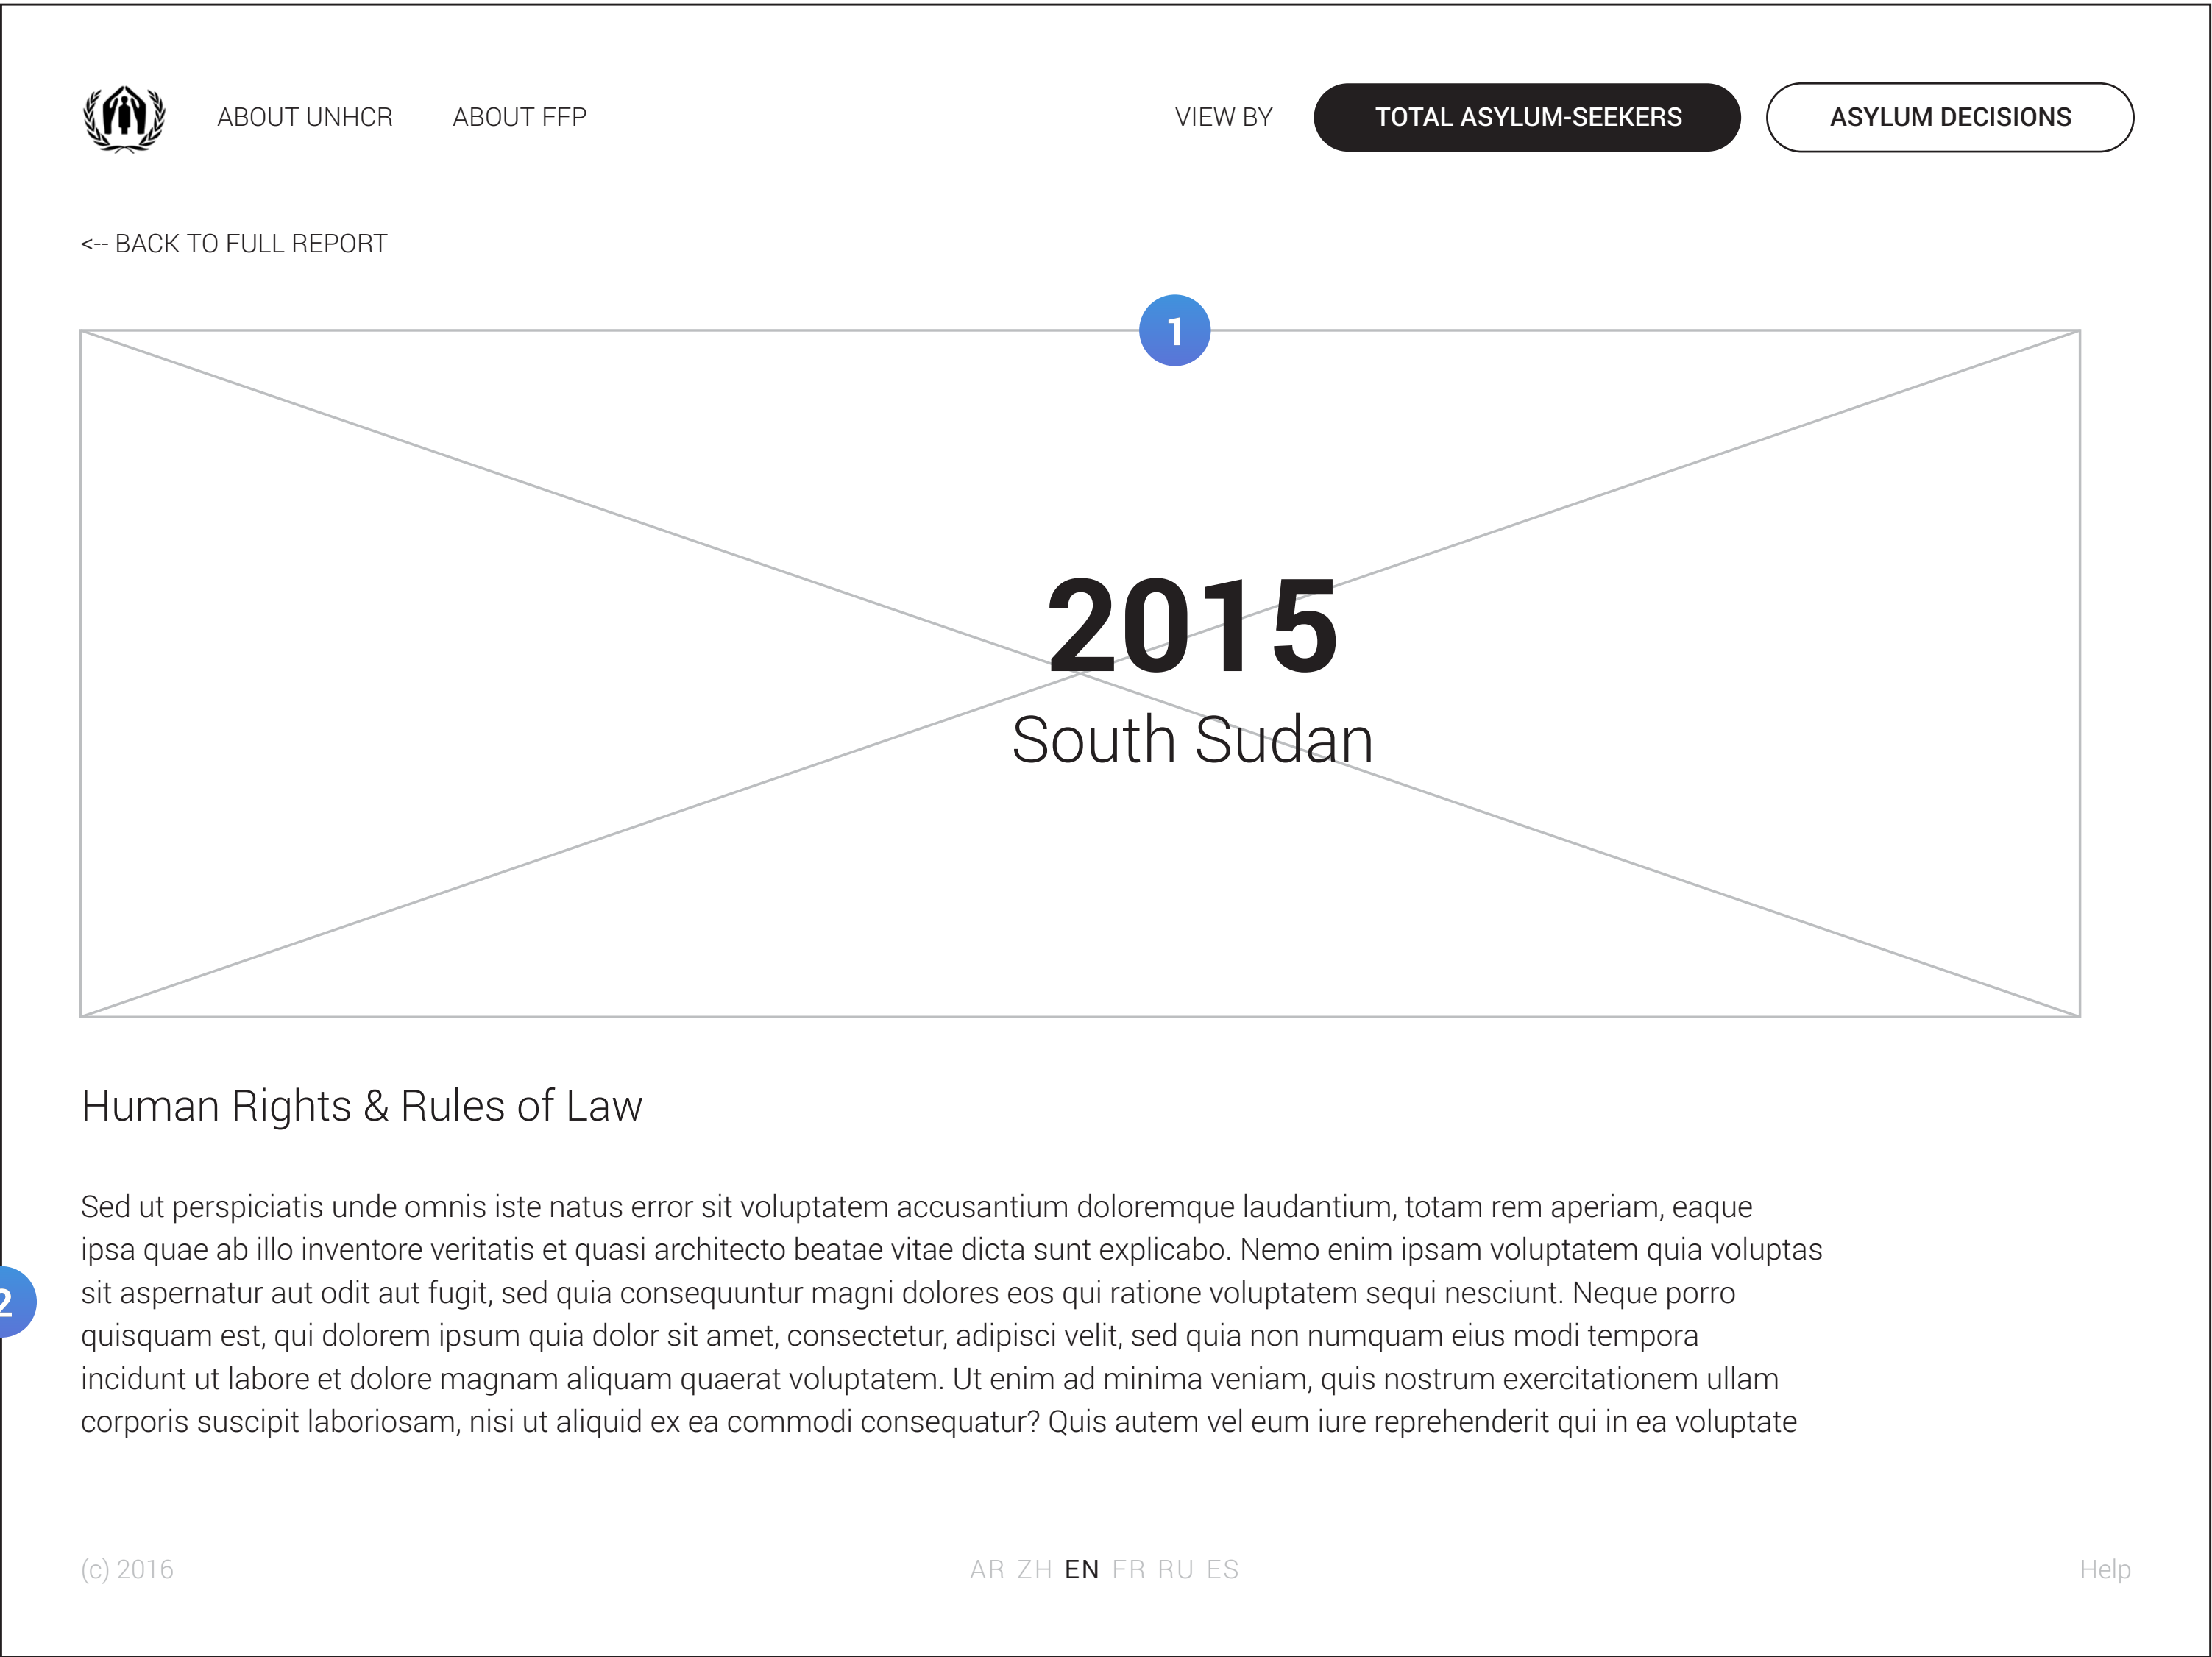 ABOUT UNHCR ABOUT FFP VIEW BY TOTAL ASYLUM-SEEKERS ASYLUM DECISIONS
<-- BACK TO FULL REPORT
1
2015
South Sudan
Human Rights & Rules of Law
Sed ut perspiciatis unde omnis iste natus error sit voluptatem accusantium doloremque laudantium, totam rem aperiam, eaque
ipsa quae ab illo inventore veritatis et quasi architecto beatae vitae dicta sunt explicabo. Nemo enim ipsam voluptatem quia voluptas
2
sit aspernatur aut odit aut fugit, sed quia consequuntur magni dolores eos qui ratione voluptatem sequi nesciunt. Neque porro
quisquam est, qui dolorem ipsum quia dolor sit amet, consectetur, adipisci velit, sed quia non numquam eius modi tempora
incidunt ut labore et dolore magnam aliquam quaerat voluptatem. Ut enim ad minima veniam, quis nostrum exercitationem ullam
corporis suscipit laboriosam, nisi ut aliquid ex ea commodi consequatur? Quis autem vel eum iure reprehenderit qui in ea voluptate
(c) 2016 AR ZH EN FR RU ES Help